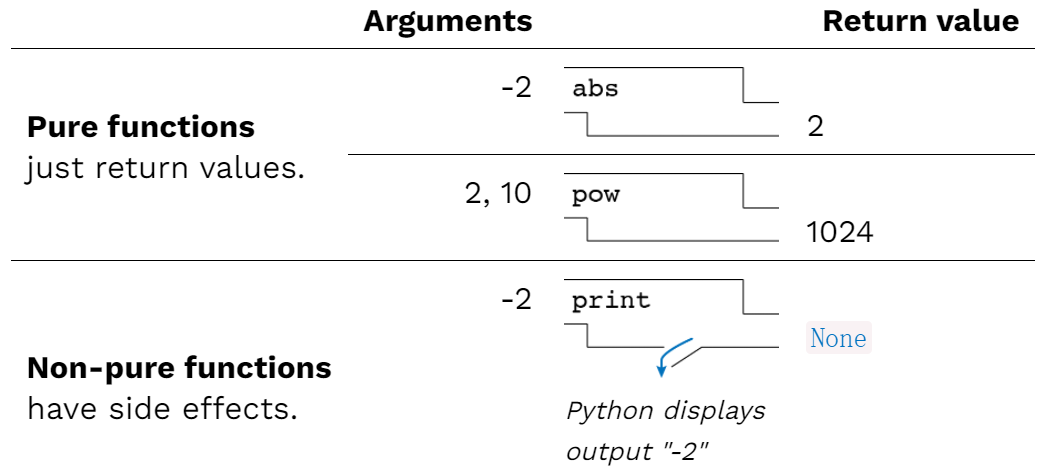 Arguments Return value
-2 abs
2
Pure functions
just return values.
2, 10 pow
1024
-2 print
None
Non-pure functions
have side effects.
Python displays
output "-2"